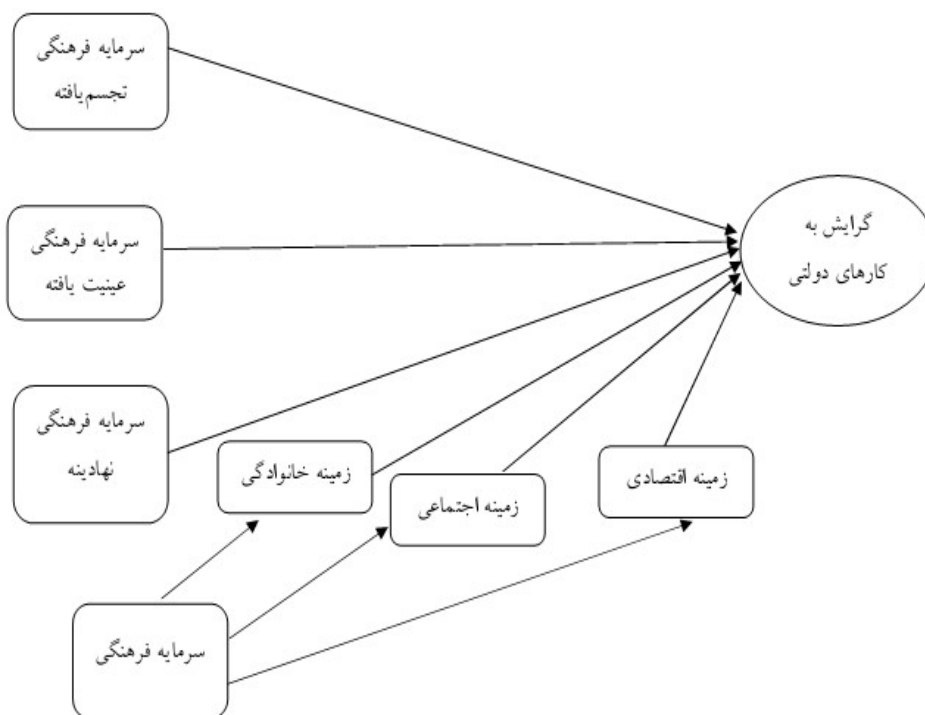 سرمایه فرهنگی
تجسم‌یافته
گرایش به
کارهای دولتی
سرمایه فرهنگی
عینیت یافته
سرمایه فرهنگی
نهادینه
زمینه خانوادگی
زمینه اجتماعی
زمینه اقتصادی
سرمایه فرهنگی